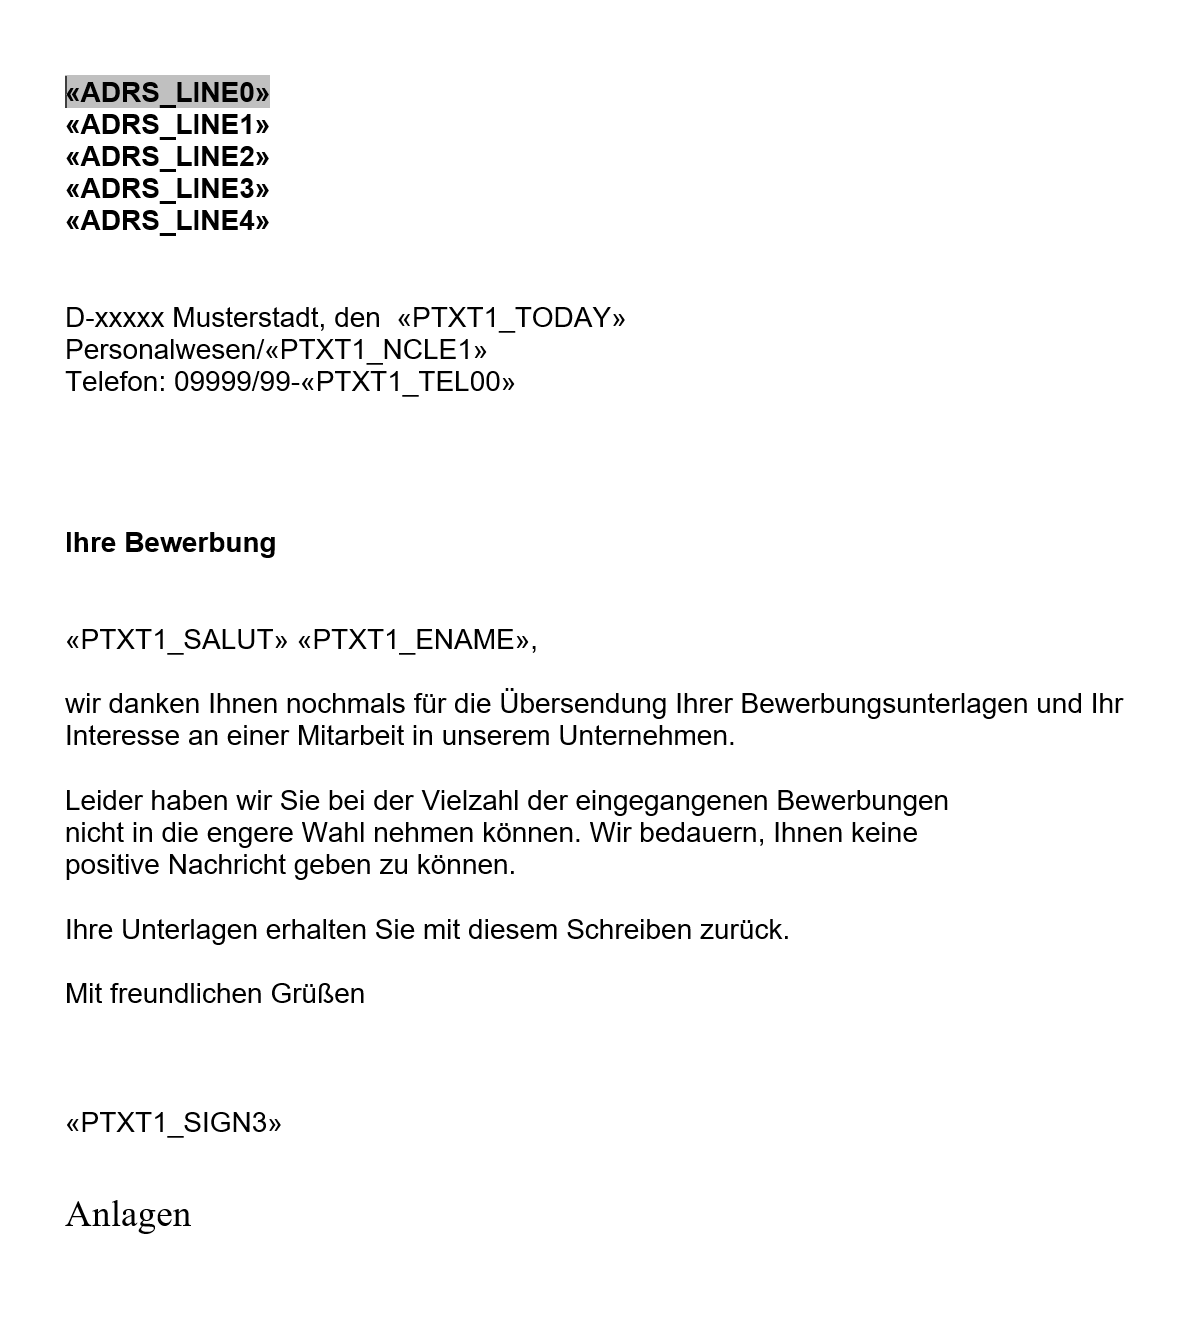 «ADRS_LINE0»
«ADRS_LINE1»
«ADRS_LINE2»
«ADRS_LINE3»
«ADRS_LINE4»
D-xxxxx Musterstadt, den  «PTXT1_TODAY»
Personalwesen/«PTXT1_NCLE1»
Telefon: 09999/99-«PTXT1_TEL00»
Ihre Bewerbung
«PTXT1_SALUT» «PTXT1_ENAME»,
wir danken Ihnen nochmals für die Übersendung Ihrer Bewerbungsunterlagen und Ihr
Interesse an einer Mitarbeit in unserem Unternehmen.
Leider haben wir Sie bei der Vielzahl der eingegangenen Bewerbungen
nicht in die engere Wahl nehmen können. Wir bedauern, Ihnen keine
positive Nachricht geben zu können.
Ihre Unterlagen erhalten Sie mit diesem Schreiben zurück.
Mit freundlichen Grüßen
«PTXT1_SIGN3»
Anlagen